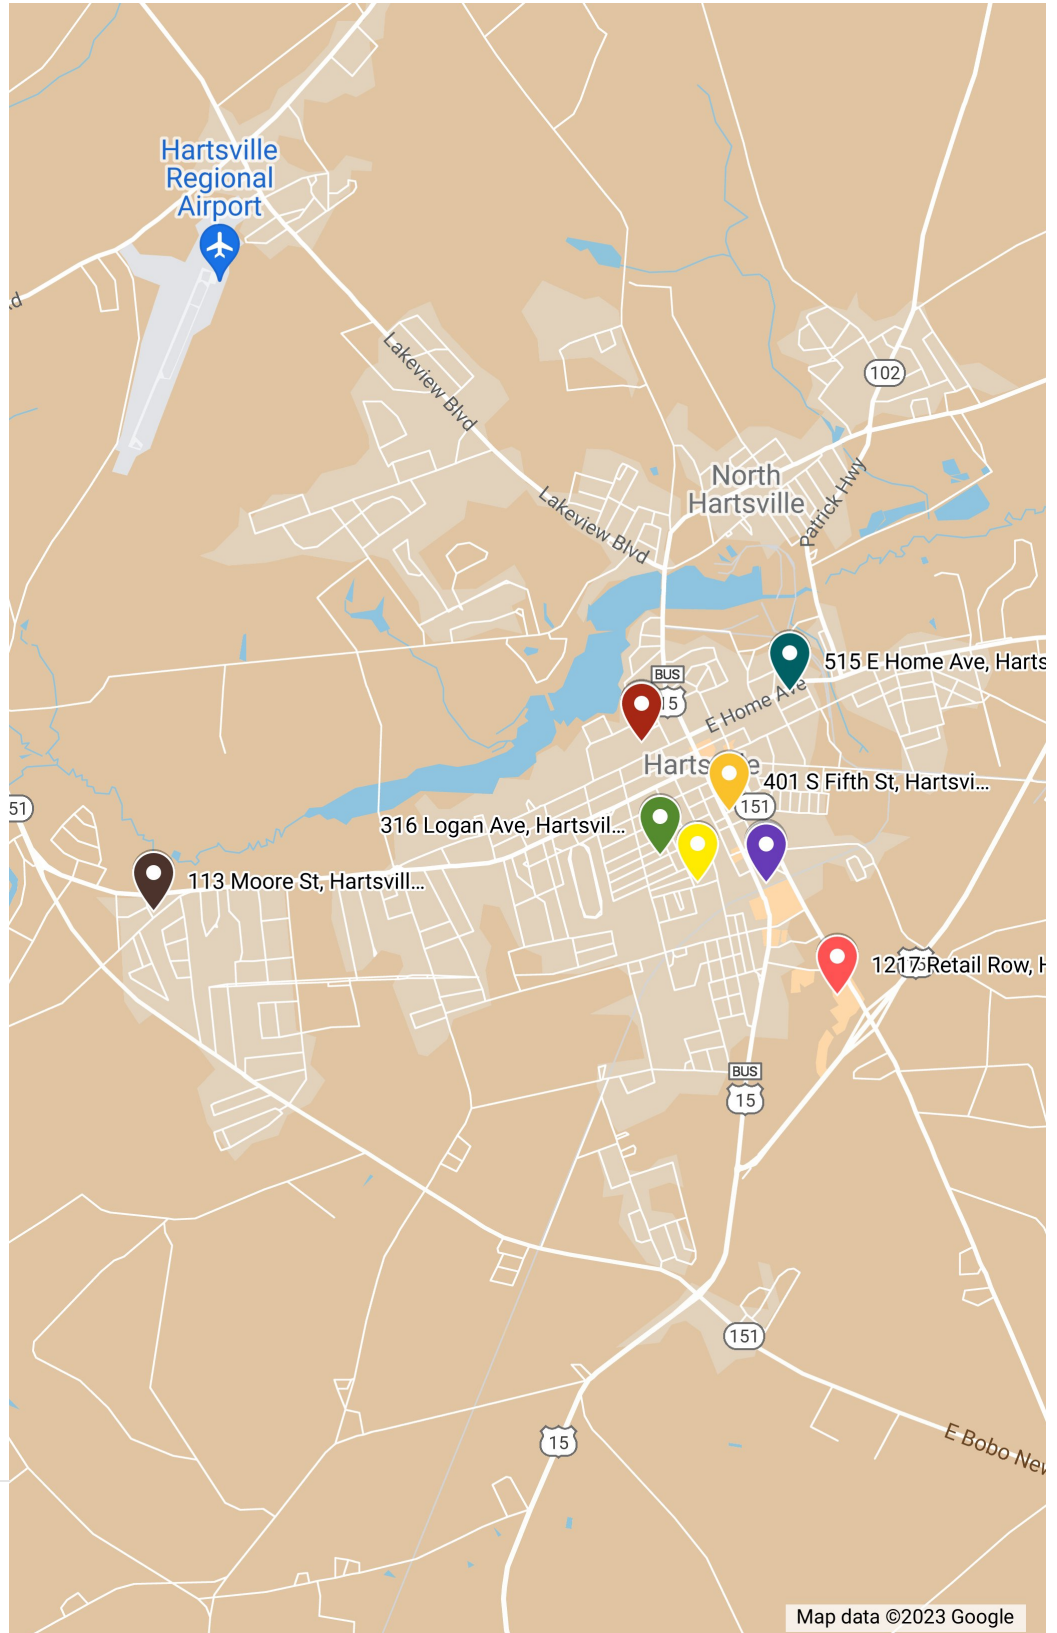 Hartsville
Regional
Airport
Rd
Lakeview Blvd
102
North
Hartsville
Patrick Hwy
Lakeview Blvd
515 E Home Ave, Harts
BUS
15
E Home Ave
401 S Fifth St, Hartsvi...
51
151
316 Logan Ave, Hartsvil...
113 Moore St, Hartsvill...
1217 Retail Row, H
BUS
15
151
15
E Bobo New
Map data ©2023 Google